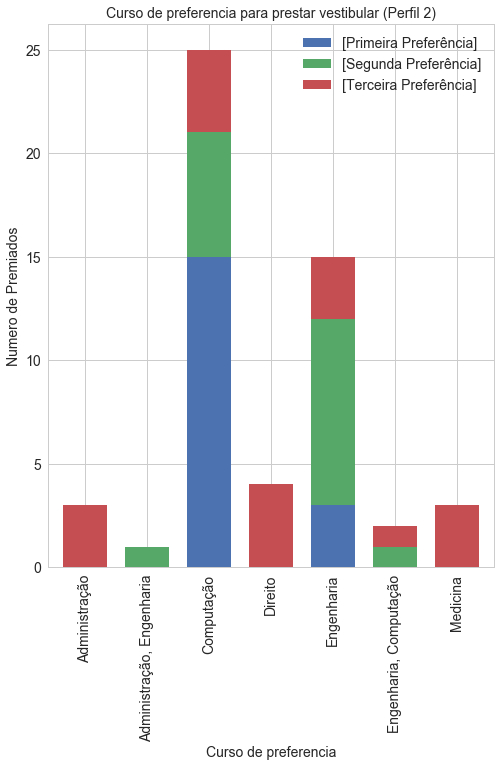 Curso de preferencia para prestar vestibular (Perfil 2)
[Primeira Preferência]
[Segunda Preferência]
[Terceira Preferência]
Numero de Premiados
25
20
15
10
5
0
Administração
Administração, Engenharia
Computação
Direito
Engenharia
Engenharia, Computação
Medicina
Curso de preferencia